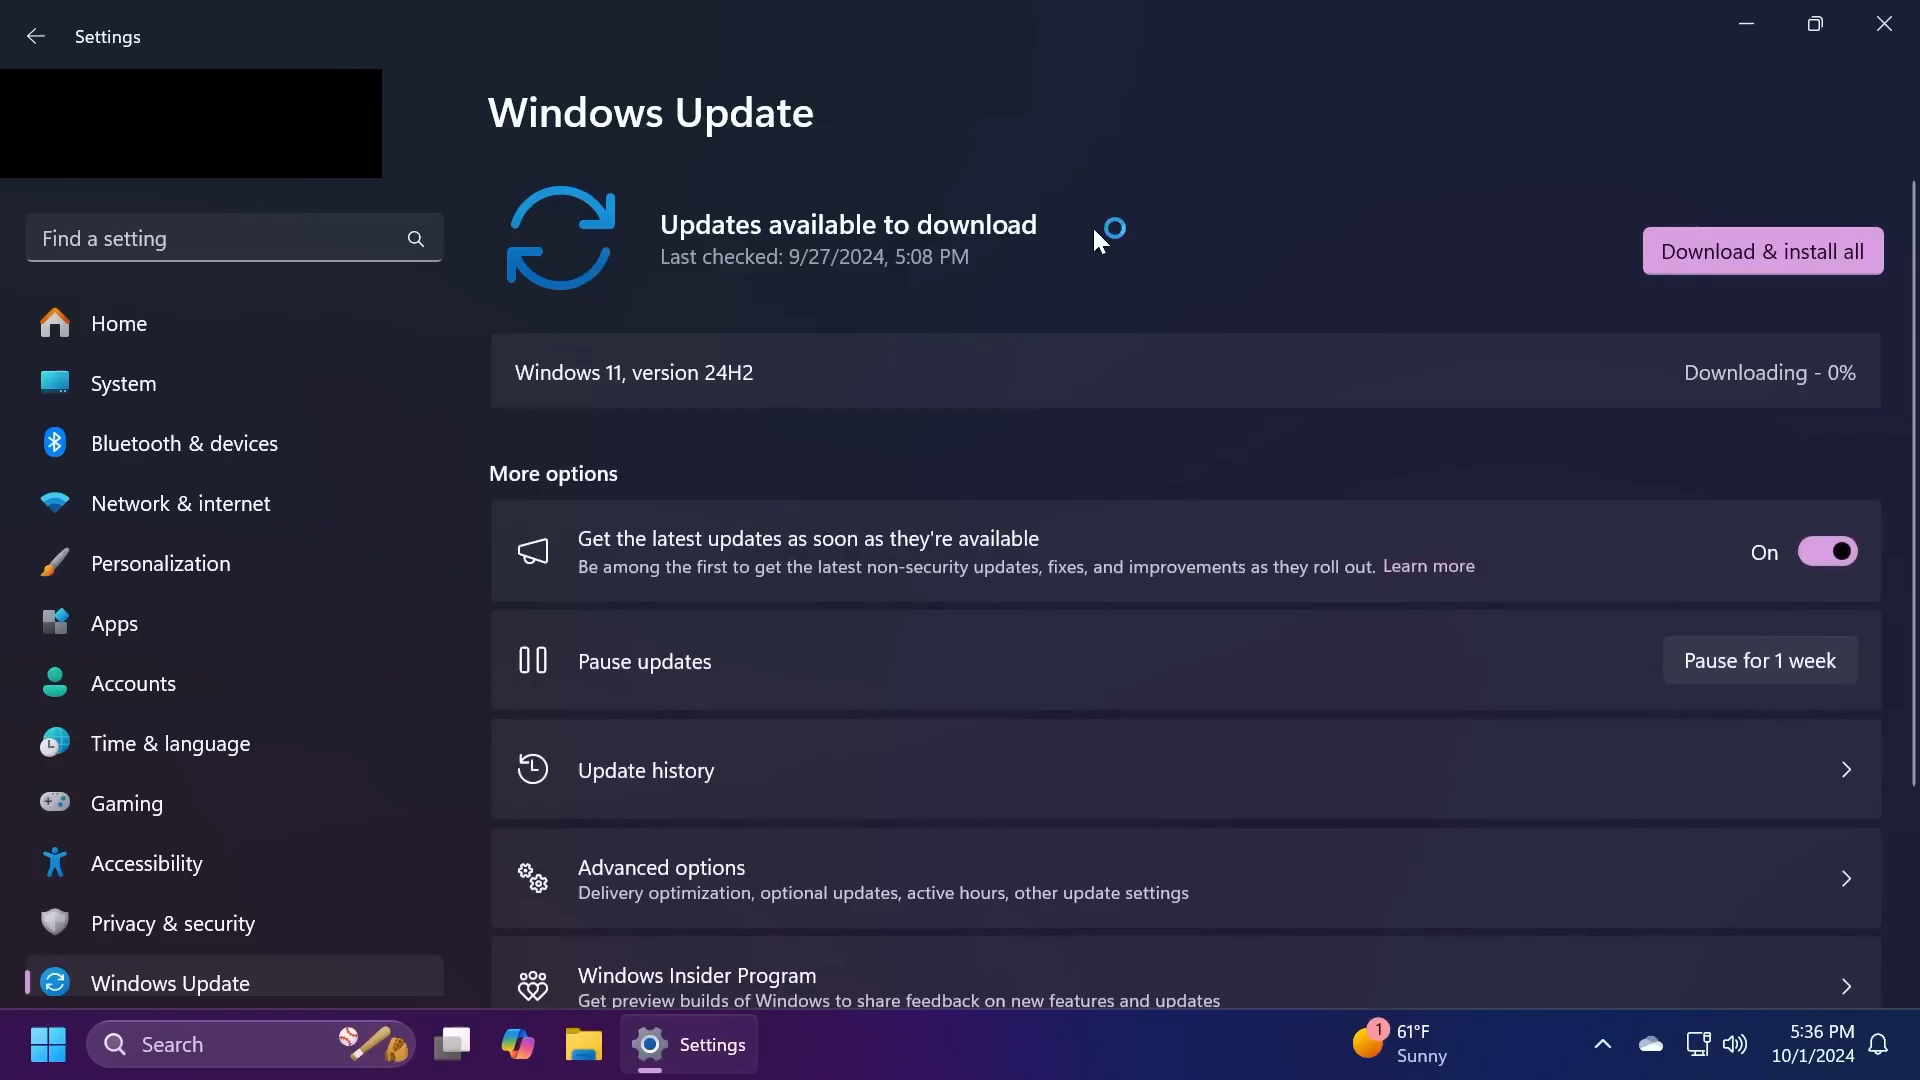 Settings
Windows Update
Find a setting
Updates available to download
Last checked: 9/27/2024, 5:08 PM
Download & install all
Home
System
Bluetooth & devices
Network & internet
Personalization
Apps
Accounts
Time & language
Gaming
Accessibility
Privacy & security
Windows Update
Windows 11, version 24H2
Downloading - 0%
More options
Get the latest updates as soon as they're available
Be among the first to get the latest non-security updates, fixes, and improvements as they roll out. Learn more
On
Pause updates
Pause for 1 week
Update history
Advanced options
Delivery optimization, optional updates, active hours, other update settings
Windows Insider Program
Get preview builds of Windows to share feedback on new features and updates
Search
Settings
1
61°F
Sunny
5:36 PM
10/1/2024